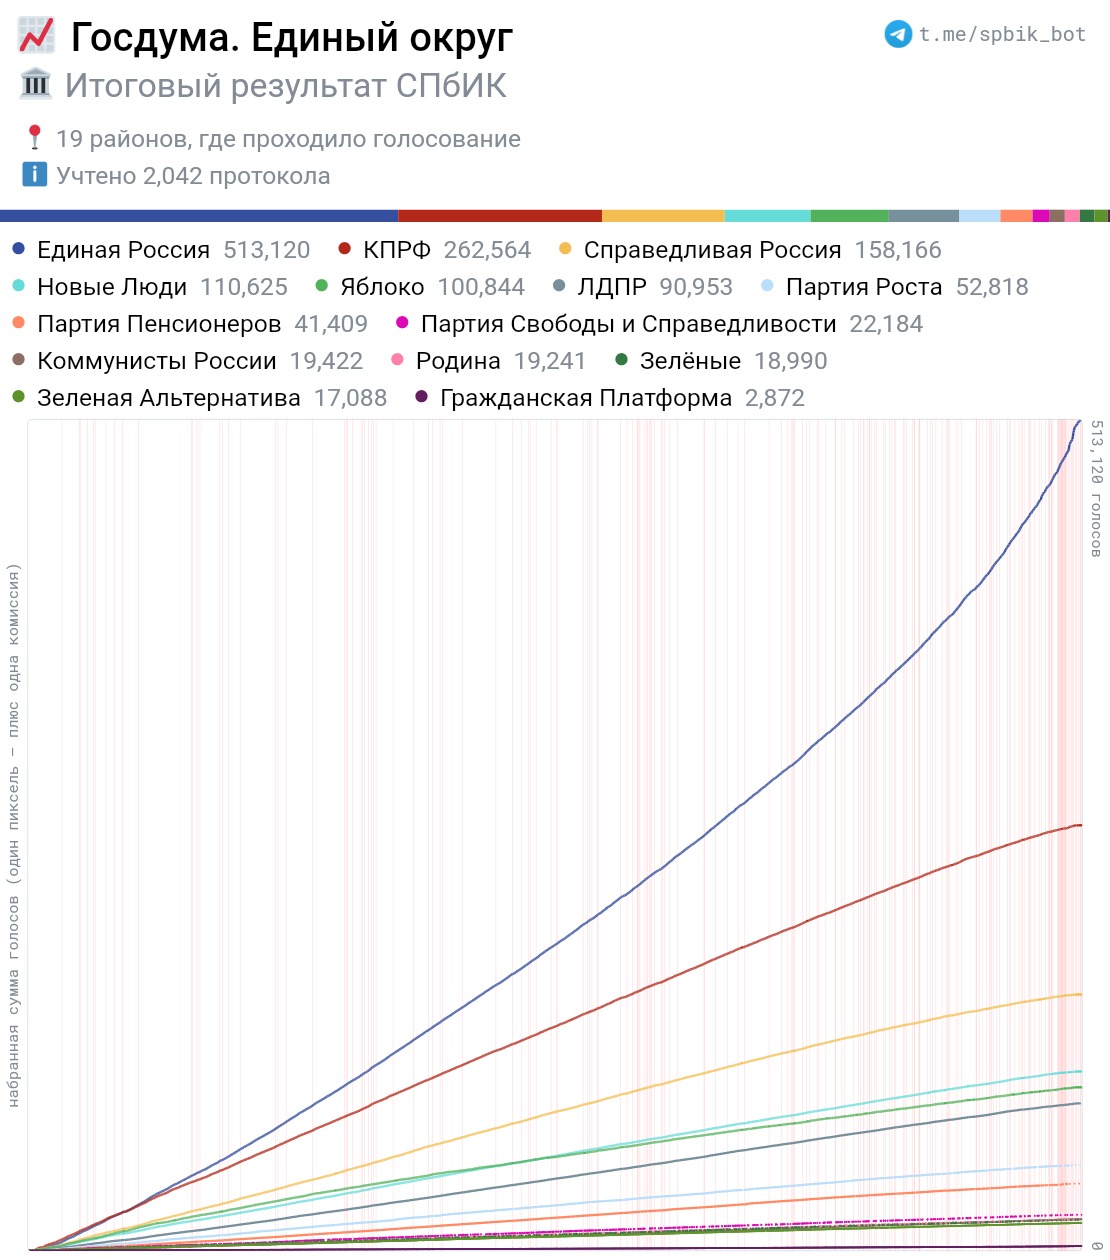 Госдума. Единый округ
t.me/spbik_bot
Итоговый результат СПбИК
19 районов, где проходило голосование
Учтено 2,042 протокола
Единая Россия 513,120 КПРФ 262,564 Справедливая Россия 158,166
Новые Люди 110,625 Яблоко 100,844 ЛДПР 90,953 Партия Роста 52,818
Партия Пенсионеров 41,409 Партия Свободы и Справедливости 22,184
Коммунисты России 19,422 Родина 19,241 Зелёные 18,990
Зеленая Альтернатива 17,088 Гражданская Платформа 2,872
набранная сумма голосов (один пиксель — плюс одна комиссия)
513,120 голосов
0